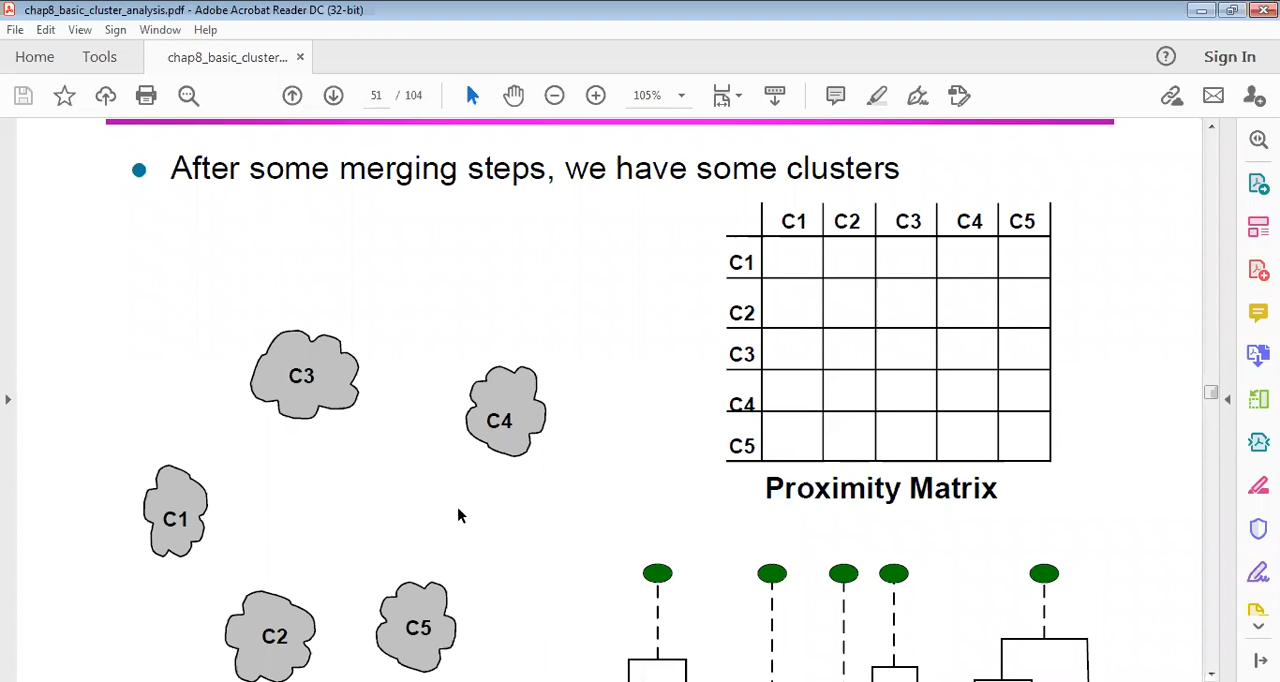 chap8_basic_cluster_analysis.pdf - Adobe Acrobat Reader DC (32-bit)
File Edit View Sign Window Help
Home Tools chap8_basic_cluster... × Sign In
51 / 104 105%
After some merging steps, we have some clusters
C1 C2 C3 C4 C5
C1
C2
C3
C4
C5
Proximity Matrix
C3
C4
C1
C2
C5